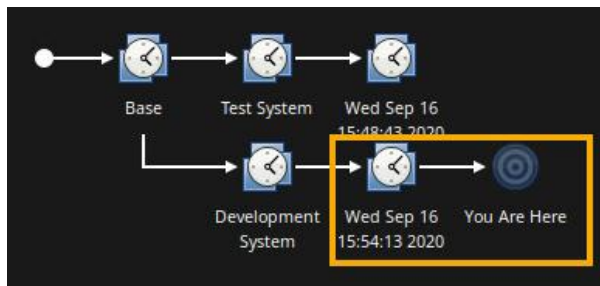 Base
Test System
Wed Sep 16
15:48:43 2020
Development
System
Wed Sep 16
15:54:13 2020
You Are Here